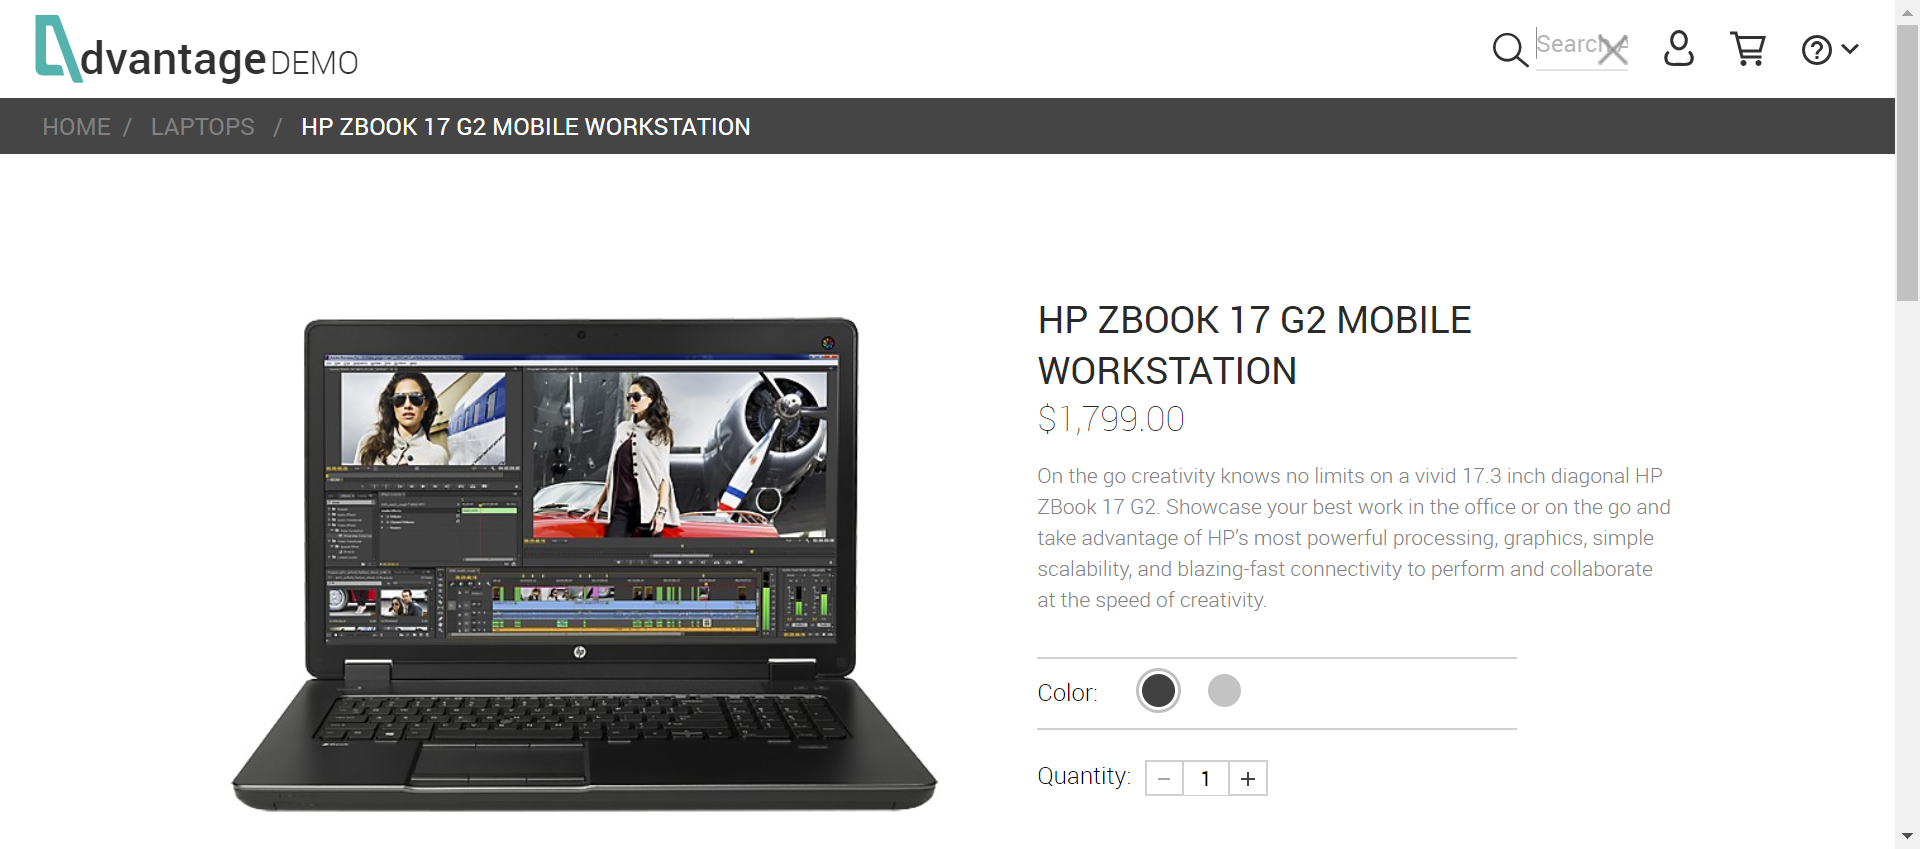 dvantage DEMO
Search A
HOME / LAPTOPS / HP ZBOOK 17 G2 MOBILE WORKSTATION
HP ZBOOK 17 G2 MOBILE
WORKSTATION
$1,799.00
On the go creativity knows no limits on a vivid 17.3 inch diagonal HP
ZBook 17 G2. Showcase your best work in the office or on the go and
take advantage of HP’s most powerful processing, graphics, simple
scalability, and blazing-fast connectivity to perform and collaborate
at the speed of creativity.
Color:
Quantity: − 1 +
hp